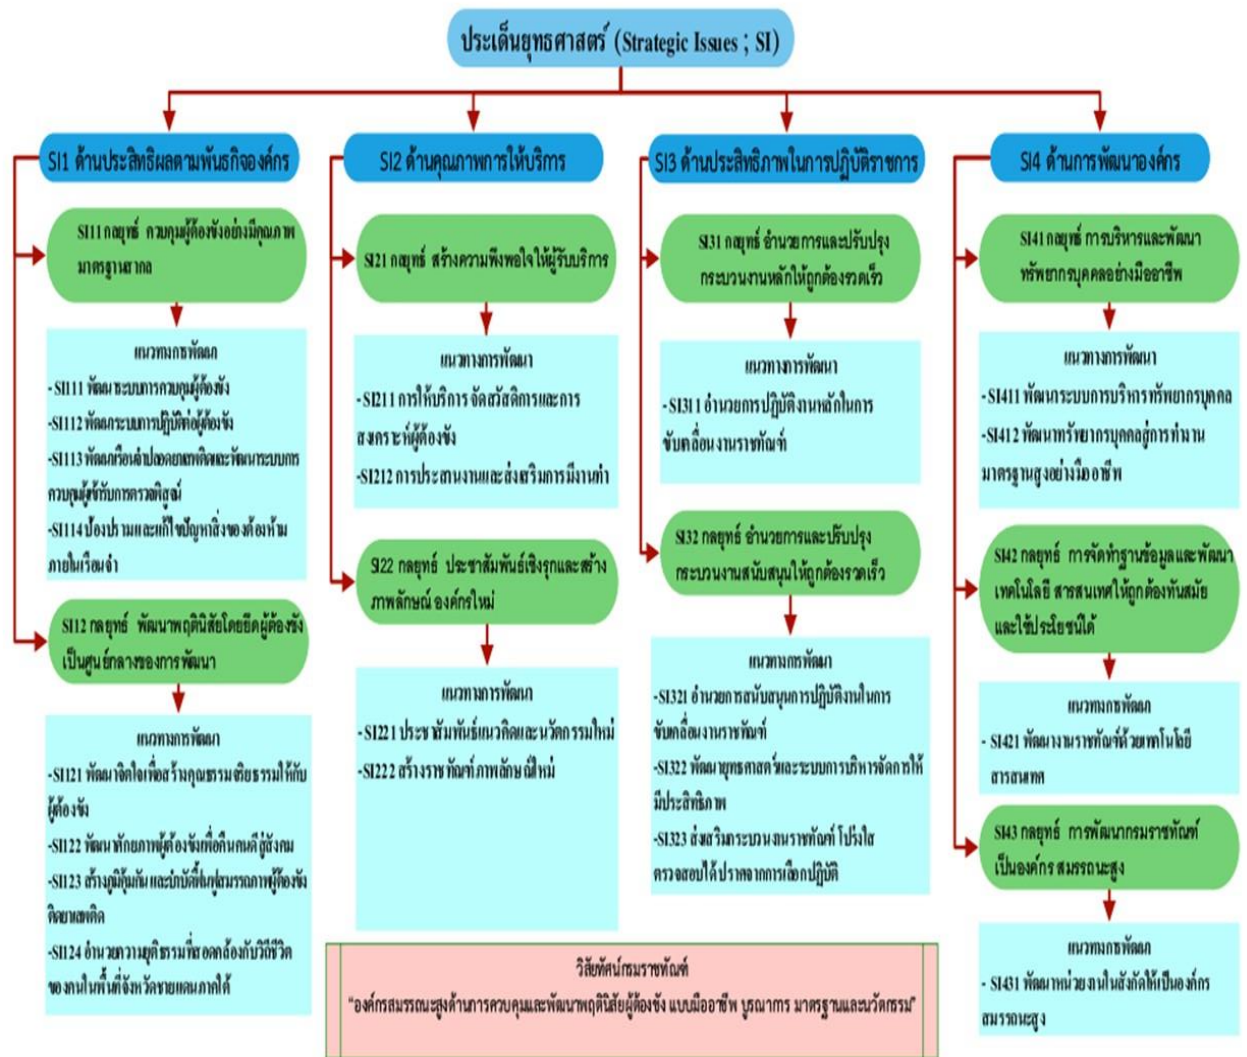 ประเด็นยุทธศาสตร์ (Strategic Issues ; SI)
SI1 ด้านประสิทธิผลตามพันธกิจองค์กร
SI11 กลยุทธ์ ควบคุมผู้ต้องขังอย่างมีคุณภาพ
มาตรฐานสากล
แนวทางการพัฒนา
- SI111 พัฒนาระบบการควบคุมผู้ต้องขัง
- SI112 พัฒนาระบบการปฏิบัติต่อผู้ต้องขัง
-SI113 พัฒนาเรือนจำปลอดยาเสพติดและพัฒนาระบบการ
ควบคุมผู้เข้ารับการตรวจพิสูจน์
-SI114 ป้องปรามและแก้ไขปัญหาสิ่งของต้องห้าม
ภายในเรือนจำ
SI12 กลยุทธ์ พัฒนาพฤตินิสัยโดยยึดผู้ต้องขัง
เป็นศูนย์กลางของการพัฒนา
แนวทางการพัฒนา
-SI121 พัฒนาจิตใจเพื่อสร้างคุณธรรมจริยธรรมให้กับ
ผู้ต้องขัง
-SI122 พัฒนาศักยภาพผู้ต้องขังเพื่อคืนคนดีสู่สังคม
-SI123 สร้างภูมิคุ้มกัน และบำบัดฟื้นฟูสมรรถภาพผู้ต้องขัง
ติดยาเสพติด
-SI124 อำนวยความยุติธรรมที่สอดคล้องกับวิถีชีวิต
ของคนในพื้นที่จังหวัดชายแดนภาคใต้
SI2 ด้านคุณภาพการให้บริการ
SI21 กลยุทธ์ สร้างความพึงพอใจให้ผู้รับบริการ
แนวทางการพัฒนา
-SI211 การให้บริการ จัดสวัสดิการและการ
สงเคราะห์ผู้ต้องขัง
-SI212 การประสานงานและส่งเสริมการมีงานทำ
SI22 กลยุทธ์ ประชาสัมพันธ์เชิงรุกและสร้าง
ภาพลักษณ์ องค์กรใหม่
แนวทางการพัฒนา
-SI221 ประชาสัมพันธ์แนวคิดและนวัตกรรมใหม่
-SI222 สร้างราชทัณฑ์ภาพลักษณ์ใหม่
SI3 ด้านประสิทธิภาพในการปฏิบัติราชการ
SI31 กลยุทธ์ อำนวยการและปรับปรุง
กระบวนงานหลักให้ถูกต้องรวดเร็ว
แนวทางการพัฒนา
- SI311 อำนวยการปฏิบัติงานหลักในการ
ขับเคลื่อนงานราชทัณฑ์
SI32 กลยุทธ์ อำนวยการและปรับปรุง
กระบวนงานสนับสนุนให้ถูกต้องรวดเร็ว
แนวทางการพัฒนา
-SI321 อำนวยการสนับสนุนการปฏิบัติงานในการ
ขับเคลื่อนงานราชทัณฑ์
-SI322 พัฒนายุทธศาสตร์และระบบการบริหารจัดการให้
มีประสิทธิภาพ
-SI323 ส่งเสริมกระบวนงานราชทัณฑ์ โปร่งใส
ตรวจสอบได้ ปราศจากการเลือกปฏิบัติ
SI4 ด้านการพัฒนาองค์กร
SI41 กลยุทธ์ การบริหารและพัฒนา
ทรัพยากรบุคคลอย่างมืออาชีพ
แนวทางการพัฒนา
-SI411 พัฒนาระบบการบริหารทรัพยากรบุคคล
-SI412 พัฒนาทรัพยากรบุคคลสู่การทำงาน
มาตรฐานสูงอย่างมืออาชีพ
SI42 กลยุทธ์ การจัดทำฐานข้อมูลและพัฒนา
เทคโนโลยี สารสนเทศให้ถูกต้องทันสมัย
และใช้ประโยชน์ได้
แนวทางการพัฒนา
- SI421 พัฒนางานราชทัณฑ์ด้วยเทคโนโลยี
สารสนเทศ
SI43 กลยุทธ์ การพัฒนากรมราชทัณฑ์
เป็นองค์กร สมรรถนะสูง
แนวทางการพัฒนา
- SI431 พัฒนาหน่วยงานในสังกัดให้เป็นองค์กร
สมรรถนะสูง
วิสัยทัศน์กรมราชทัณฑ์
"องค์กรสมรรถนะสูงด้านการควบคุมและพัฒนาพฤตินิสัยผู้ต้องขัง แบบมืออาชีพ บูรณาการ มาตรฐานและนวัตกรรม"